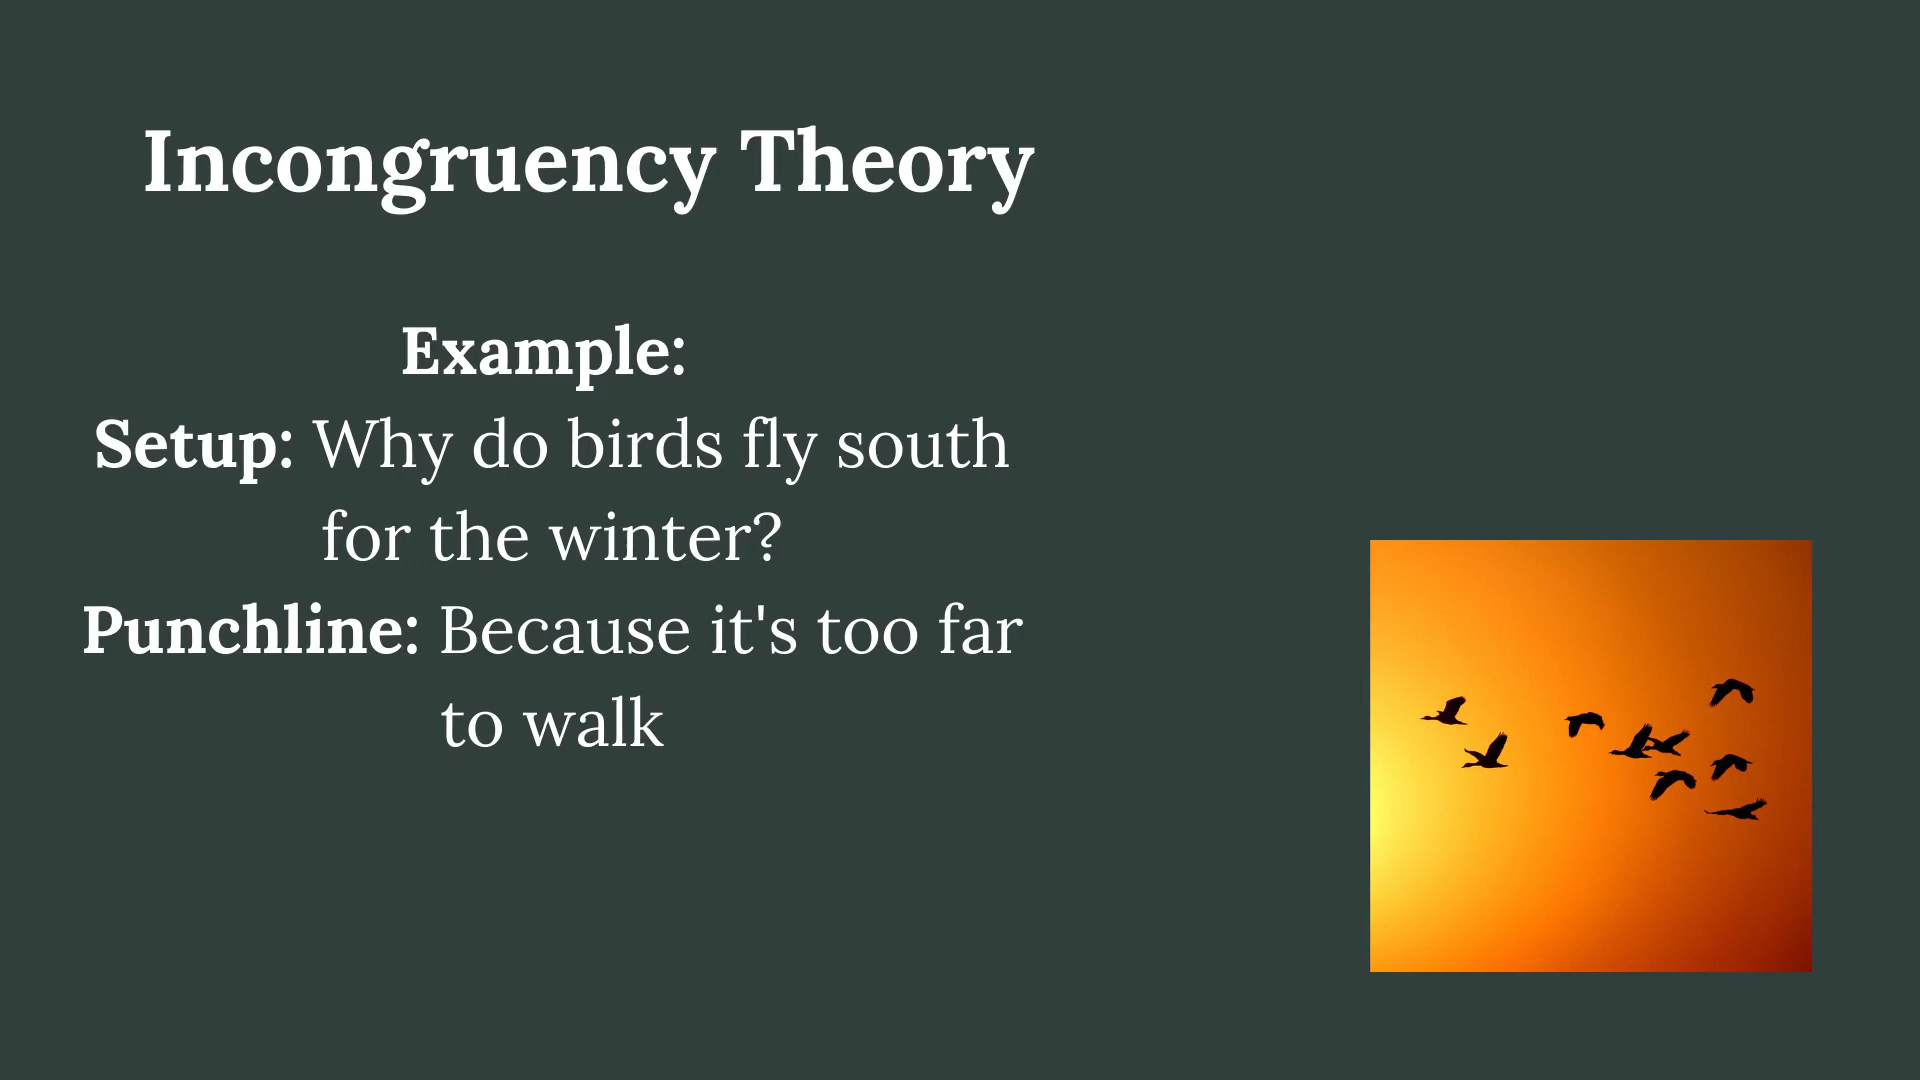 Incongruency Theory
Example:
Setup: Why do birds fly south
for the winter?
Punchline: Because it's too far
to walk